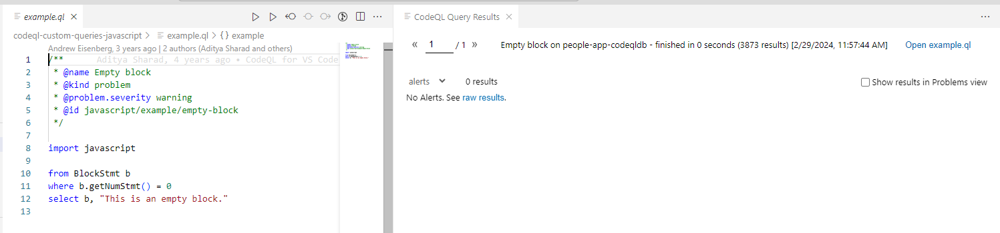 example.ql
codeql-custom-queries-javascript > example.ql > {} example
Andrew Eisenberg, 3 years ago | 2 authors (Aditya Sharad and others)
1 /** Aditya Sharad, 4 years ago • CodeQL for VS Code
2 * @name Empty block
3 * @kind problem
4 * @problem.severity warning
5 * @id javascript/example/empty-block
6 */
7
8 import javascript
9
10 from BlockStmt b
11 where b.getNumStmt() = 0
12 select b, "This is an empty block."
13
CodeQL Query Results
« 1 / 1 » Empty block on people-app-codeqldb - finished in 0 seconds (3873 results) [2/29/2024, 11:57:44 AM] Open example.ql
alerts 0 results Show results in Problems view
No Alerts. See raw results.